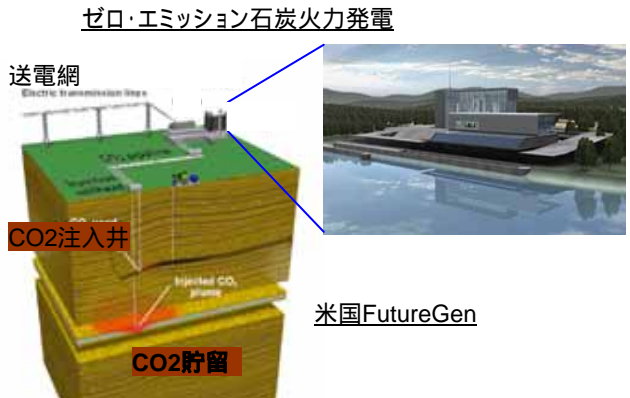 ゼロ・エミッション石炭火力発電
送電網
Electric transmission lines
CO₂ pipeline
CO2注入井
Injected CO₂
plume
米国FutureGen
CO2貯留